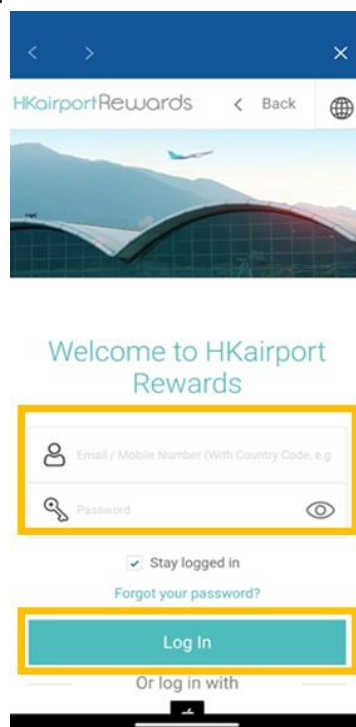 HKairportRewards
Back
Welcome to HKairport
Rewards
Email / Mobile Number (With Country Code, e.g
Password
Stay logged in
Forgot your password?
Log In
Or log in with